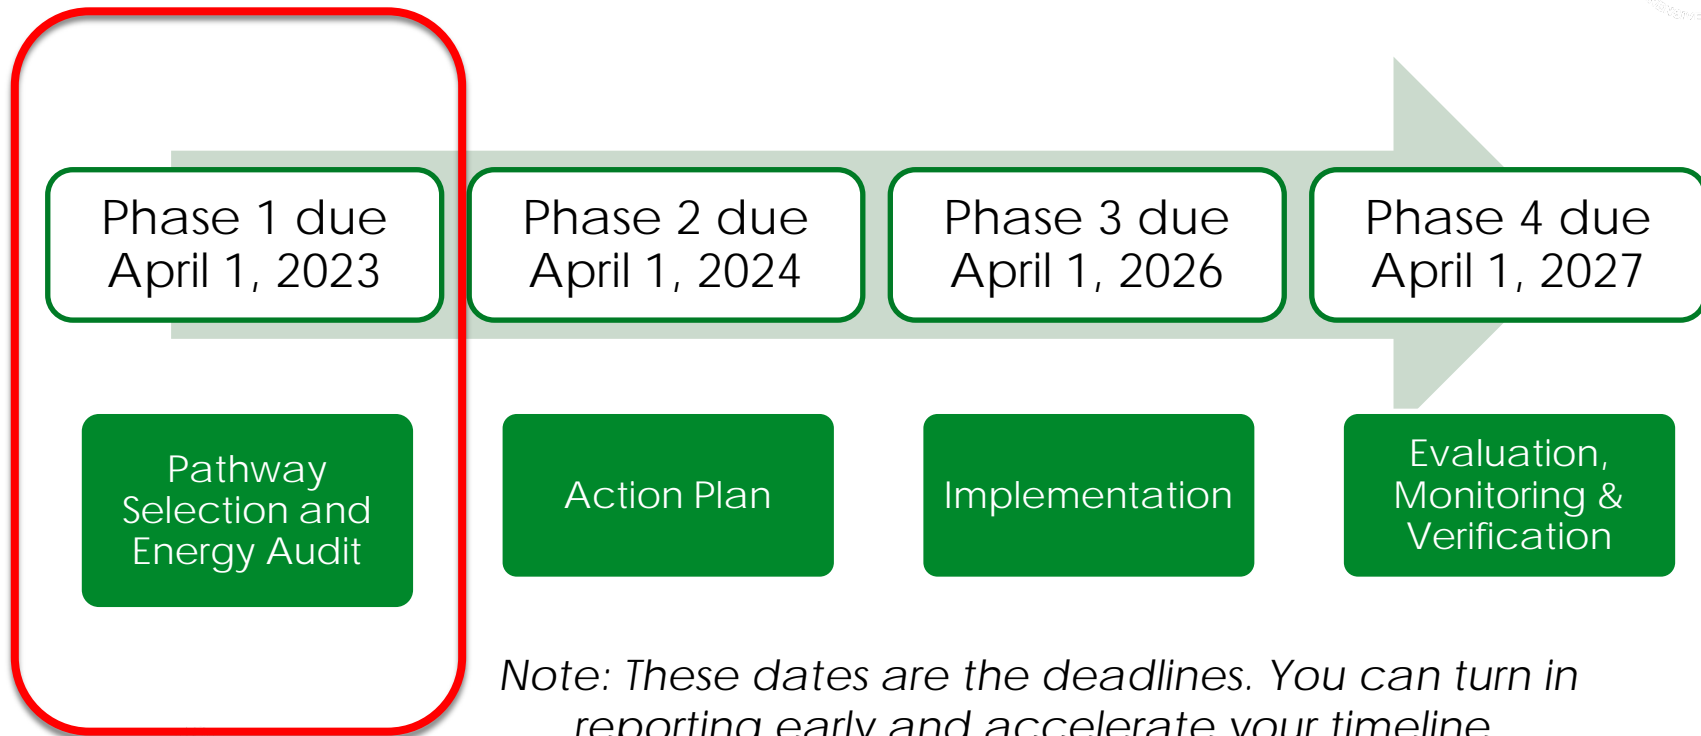 Phase 1 due
April 1, 2023
Phase 2 due
April 1, 2024
Phase 3 due
April 1, 2026
Phase 4 due
April 1, 2027
Pathway
Selection and
Energy Audit
Action Plan
Implementation
Evaluation,
Monitoring &
Verification
Note: These dates are the deadlines. You can turn in
reporting early and accelerate your timeline